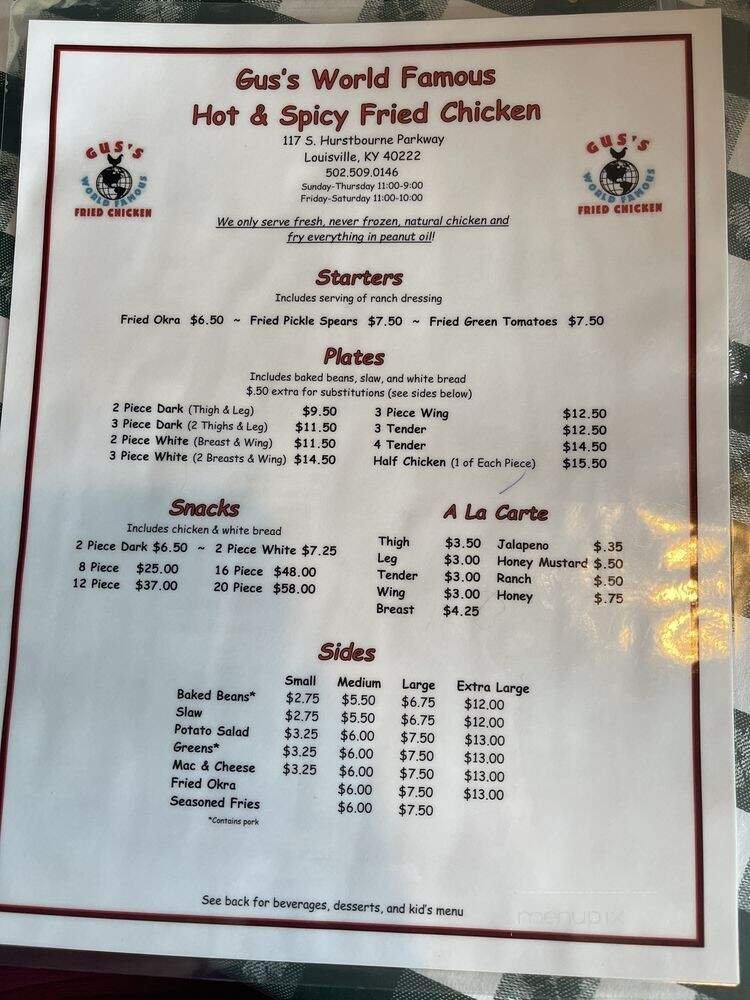 Gus's World Famous
Hot & Spicy Fried Chicken
117 S. Hurstbourne Parkway
Louisville, KY 40222
502.509.0146
Sunday-Thursday 11:00-9:00
Friday-Saturday 11:00-10:00
GUS'S
WORLD FAMOUS
FRIED CHICKEN
GUS'S
WORLD FAMOUS
FRIED CHICKEN
We only serve fresh, never frozen, natural chicken and
fry everything in peanut oil!
Starters
Includes serving of ranch dressing
Fried Okra $6.50 ~ Fried Pickle Spears $7.50 ~ Fried Green Tomatoes $7.50
Plates
Includes baked beans, slaw, and white bread
$.50 extra for substitutions (see sides below)
2 Piece Dark (Thigh & Leg) $9.50
3 Piece Dark (2 Thighs & Leg) $11.50
2 Piece White (Breast & Wing) $11.50
3 Piece White (2 Breasts & Wing) $14.50
3 Piece Wing $12.50
3 Tender $12.50
4 Tender $14.50
Half Chicken (1 of Each Piece) $15.50
Snacks
Includes chicken & white bread
2 Piece Dark $6.50 ~ 2 Piece White $7.25
8 Piece $25.00 16 Piece $48.00
12 Piece $37.00 20 Piece $58.00
A La Carte
Thigh $3.50 Jalapeno $.35
Leg $3.00 Honey Mustard $.50
Tender $3.00 Ranch $.50
Wing $3.00 Honey $.75
Breast $4.25
Sides
Small Medium Large Extra Large
Baked Beans* $2.75 $5.50 $6.75 $12.00
Slaw $2.75 $5.50 $6.75 $12.00
Potato Salad $3.25 $6.00 $7.50 $13.00
Greens* $3.25 $6.00 $7.50 $13.00
Mac & Cheese $3.25 $6.00 $7.50 $13.00
Fried Okra $6.00 $7.50 $13.00
Seasoned Fries $6.00 $7.50
*Contains pork
See back for beverages, desserts, and kid's menu
menupix